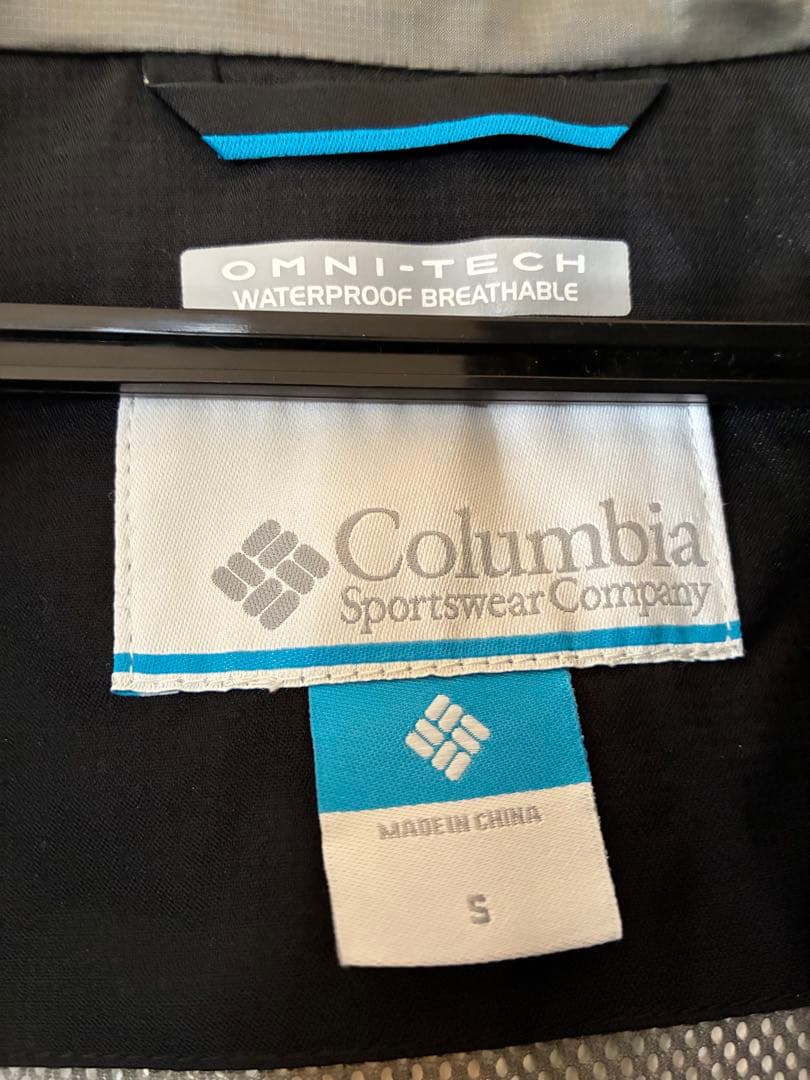 OMNI-TECH
WATERPROOF BREATHABLE
Columbia
Sportswear Company
MADE IN CHINA
S